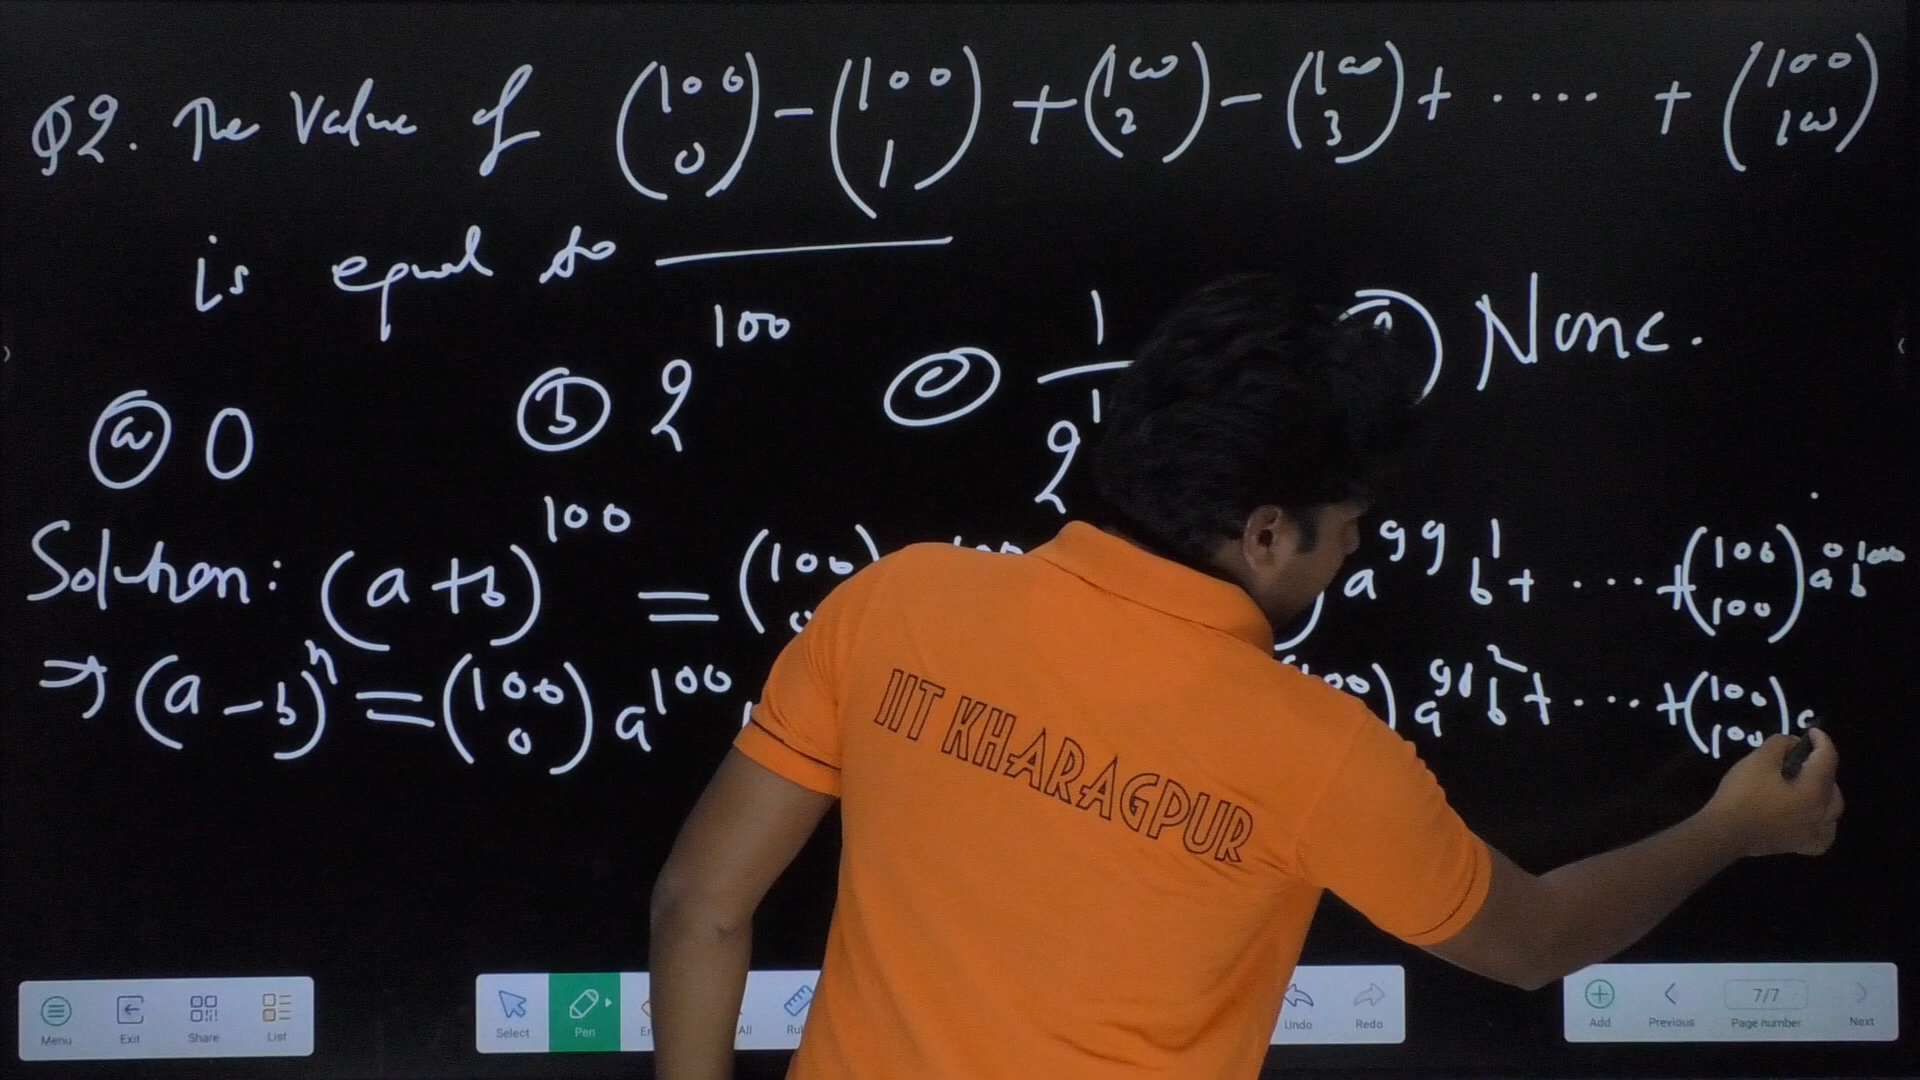 Q2. The Value of (100 0) - (100 1) + (100 2) - (100 3) + ..... + (100 100)
is equal to ______
(a) 0 (b) 2^100 (c) 1/2^1 None.
Solution: (a+b)^100 = (100 a^99 b^1 + ... + (100 100) a^0 b^100
⇒ (a-b)^n = (100 0) a^100 a^98 b^2 + ... + (100 100)
IIT KHARAGPUR
Menu Exit Share List Select Pen All Undo Redo Add Previous 7/7 Page number Next